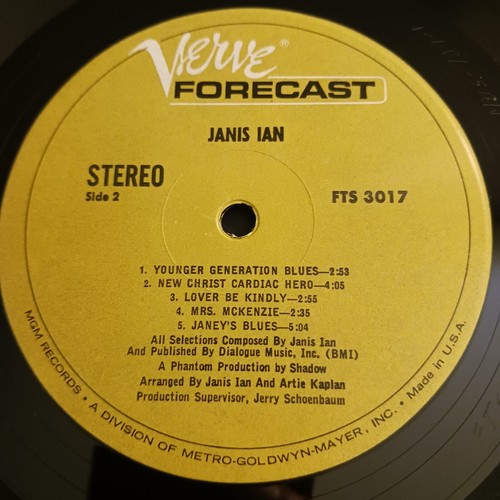 Verve®
FORECAST
JANIS IAN
STEREO
Side 2
FTS 3017
1. YOUNGER GENERATION BLUES—2:53
2. NEW CHRIST CARDIAC HERO—4:05
3. LOVER BE KINDLY—2:55
4. MRS. MCKENZIE—2:35
5. JANEY'S BLUES—5:04
All Selections Composed By Janis Ian
And Published By Dialogue Music, Inc. (BMI)
A Phantom Production by Shadow
Arranged By Janis Ian And Artie Kaplan
Production Supervisor, Jerry Schoenbaum
MGM RECORDS • A DIVISION OF METRO-GOLDWYN-MAYER, INC. • Made in U.S.A.